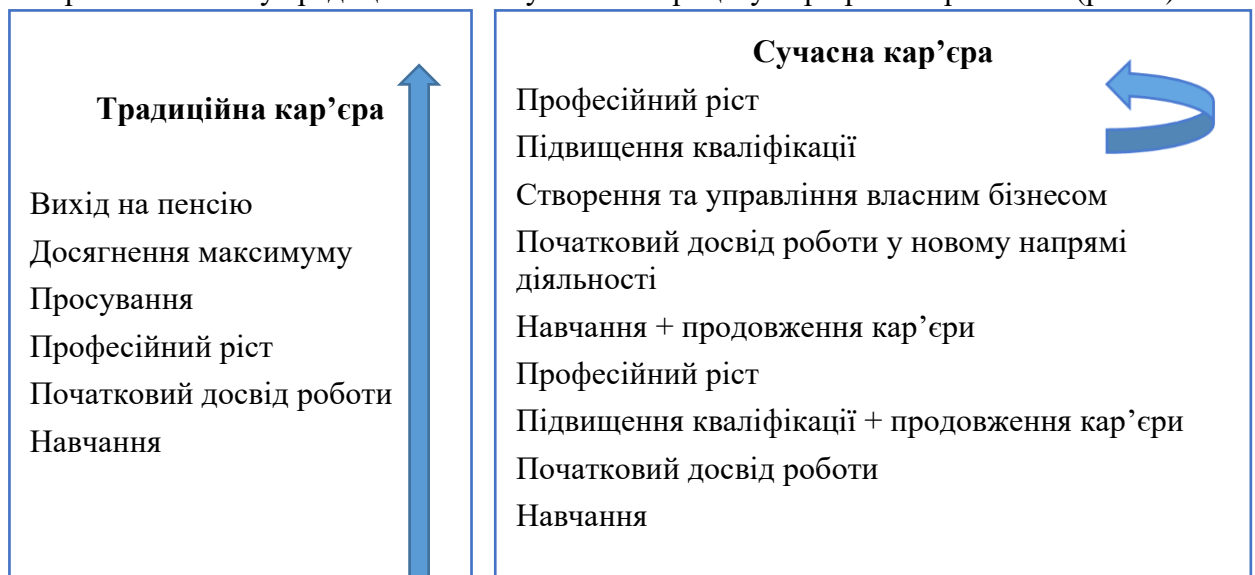 Традиційна кар’єра
Вихід на пенсію
Досягнення максимуму
Просування
Професійний ріст
Початковий досвід роботи
Навчання
Сучасна кар’єра
Професійний ріст
Підвищення кваліфікації
Створення та управління власним бізнесом
Початковий досвід роботи у новому напрямі
діяльності
Навчання + продовження кар’єри
Професійний ріст
Підвищення кваліфікації + продовження кар’єри
Початковий досвід роботи
Навчання